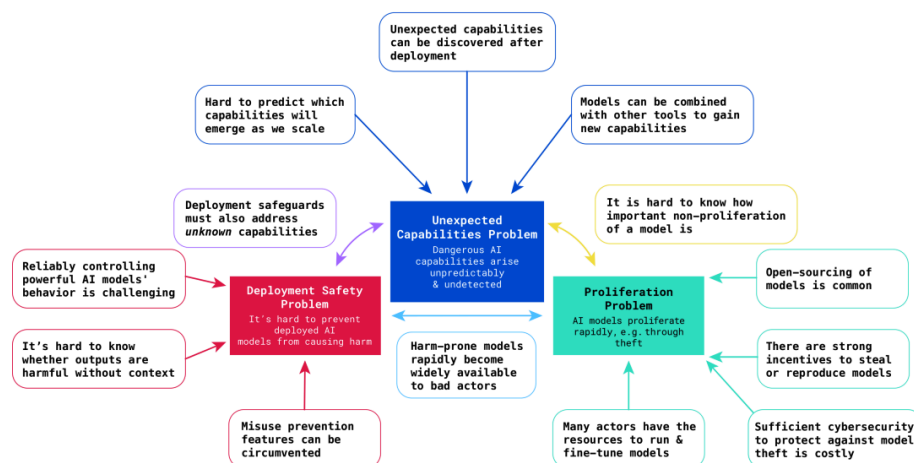 Unexpected capabilities
can be discovered after
deployment
Hard to predict which
capabilities will
emerge as we scale
Models can be combined
with other tools to gain
new capabilities
Deployment safeguards
must also address
unknown capabilities
Unexpected
Capabilities Problem
Dangerous AI
capabilities arise
unpredictably
& undetected
It is hard to know how
important non-proliferation
of a model is
Reliably controlling
powerful AI models'
behavior is challenging
Deployment Safety
Problem
It's hard to prevent
deployed AI
models from causing harm
Proliferation
Problem
AI models proliferate
rapidly, e.g. through
theft
Open-sourcing of
models is common
It's hard to know
whether outputs are
harmful without context
Harm-prone models
rapidly become
widely available
to bad actors
There are strong
incentives to steal
or reproduce models
Misuse prevention
features can be
circumvented
Many actors have the
resources to run &
fine-tune models
Sufficient cybersecurity
to protect against model
theft is costly